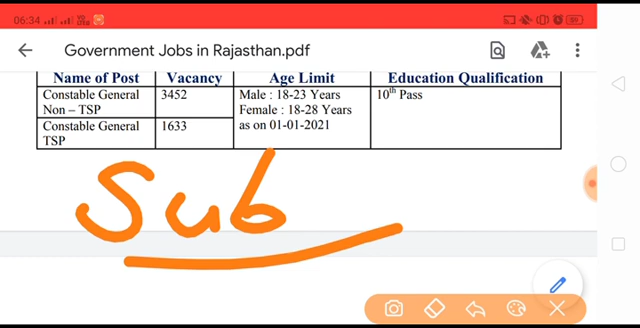 06:34
Government Jobs in Rajasthan.pdf
Name of Post Vacancy Age Limit Education Qualification
Constable General Non – TSP 3452 Male : 18-23 Years Female : 18-28 Years as on 01-01-2021 10th Pass
Constable General TSP 1633
Sub